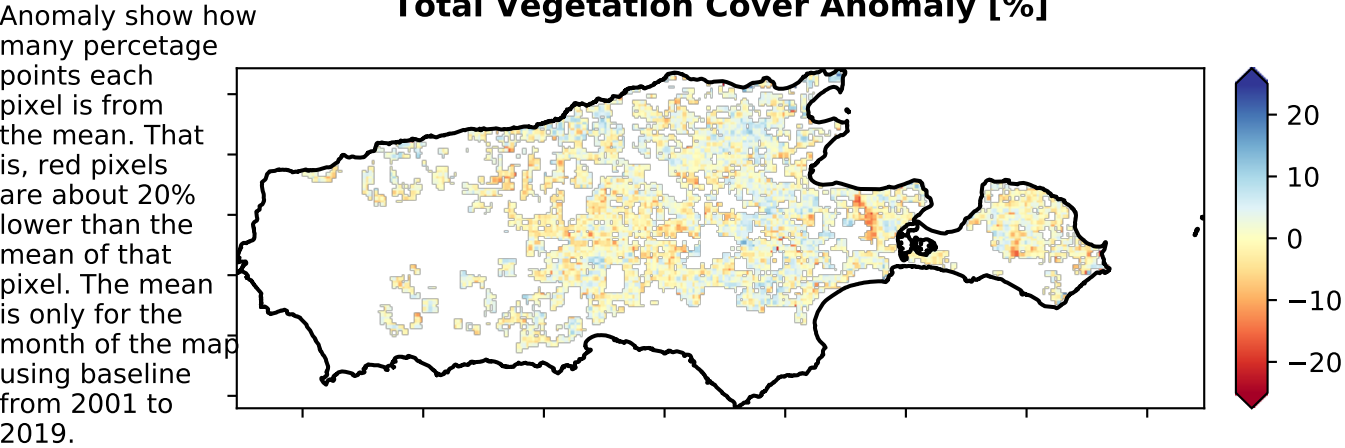 Anomaly show how
many percetage
points each
pixel is from
the mean. That
is, red pixels
are about 20%
lower than the
mean of that
pixel. The mean
is only for the
month of the map
using baseline
from 2001 to
2019.
Total Vegetation Cover Anomaly [%]
20
10
0
−10
−20